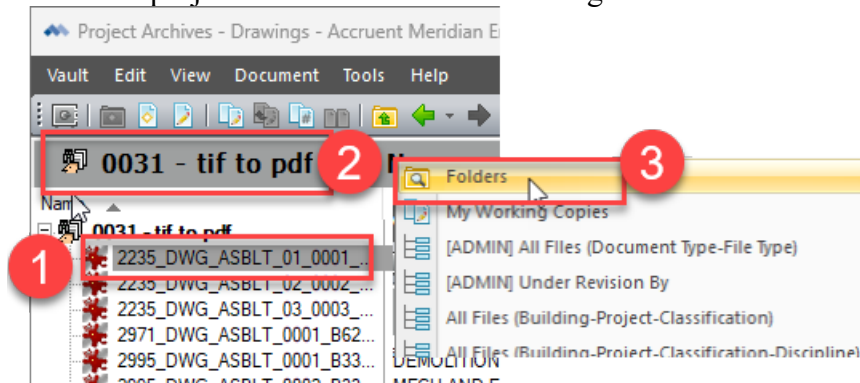 Project Archives - Drawings - Accruent Meridian E
Vault Edit View Document Tools Help
0031 - tif to pdf 2 N
Folders 3
Nam
My Working Copies
0031 - tif to pdf
[ADMIN] All Files (Document Type-File Type)
1 2235_DWG_ASBLT_01_0001_...
2235_DWG_ASBLT_02_0002_...
[ADMIN] Under Revision By
2235_DWG_ASBLT_03_0003_...
All Files (Building-Project-Classification)
2971_DWG_ASBLT_0001_B62...
All Files (Building-Project-Classification-Discipline)
2995_DWG_ASBLT_0001_B33...
DEMOLITION